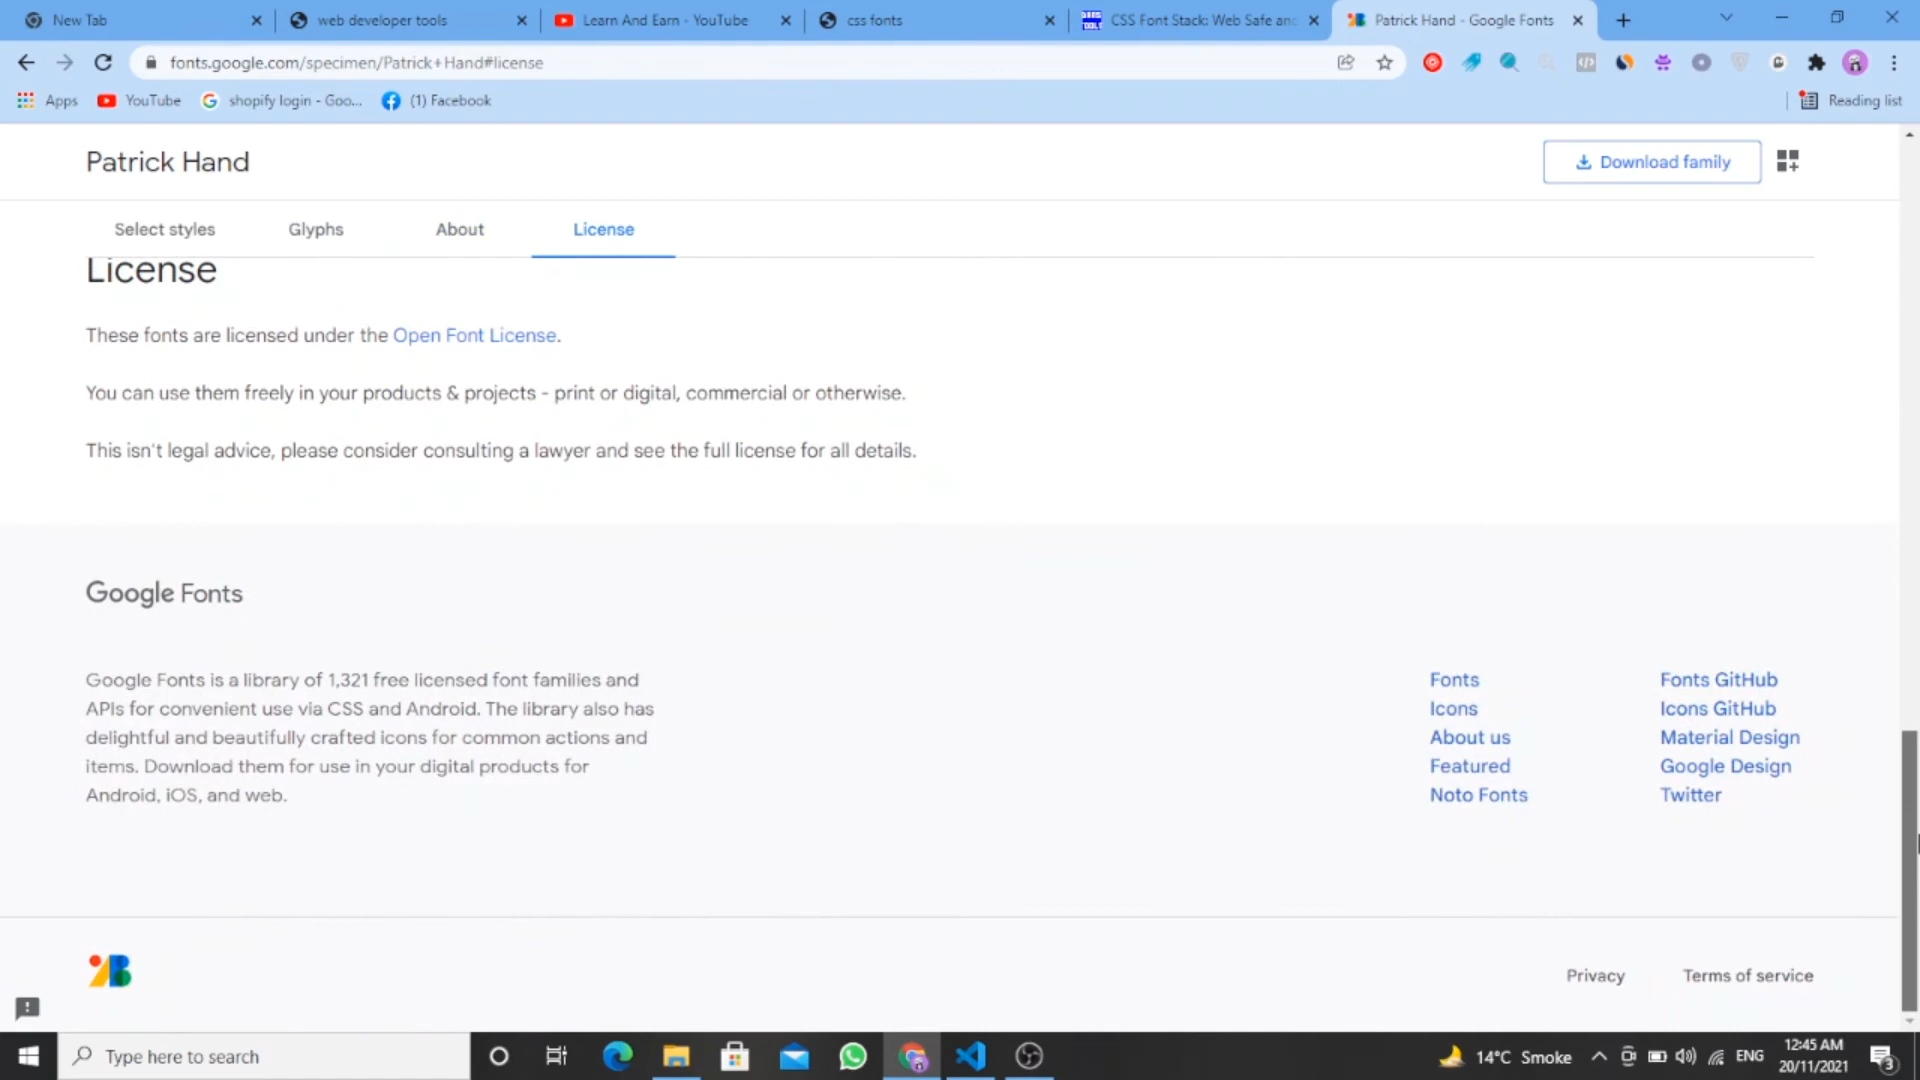 New Tab
web developer tools
Learn And Earn - YouTube
css fonts
CSS Font Stack: Web Safe an
Patrick Hand - Google Fonts
fonts.google.com/specimen/Patrick+Hand#license
Apps
YouTube
shopify login - Goo...
(1) Facebook
Reading list
Patrick Hand
Download family
Select styles
Glyphs
About
License
License
These fonts are licensed under the Open Font License.
You can use them freely in your products & projects - print or digital, commercial or otherwise.
This isn't legal advice, please consider consulting a lawyer and see the full license for all details.
Google Fonts
Google Fonts is a library of 1,321 free licensed font families and
APIs for convenient use via CSS and Android. The library also has
delightful and beautifully crafted icons for common actions and
items. Download them for use in your digital products for
Android, iOS, and web.
Fonts
Icons
About us
Featured
Noto Fonts
Fonts GitHub
Icons GitHub
Material Design
Google Design
Twitter
Privacy
Terms of service
Type here to search
14°C Smoke
ENG
12:45 AM
20/11/2021
3